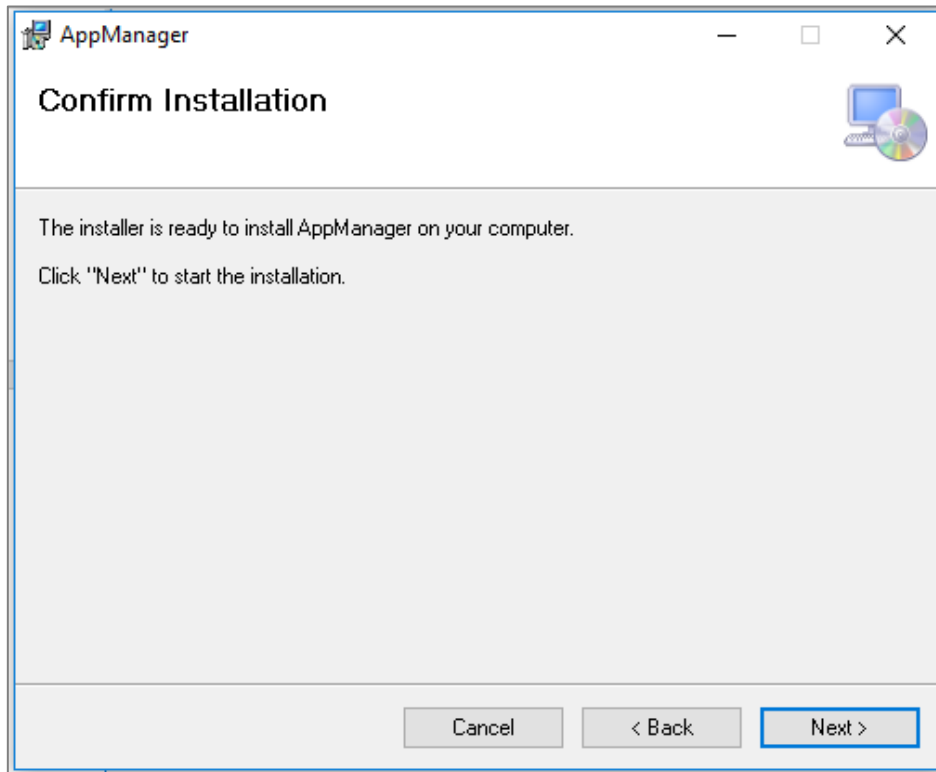 AppManager
Confirm Installation
The installer is ready to install AppManager on your computer.
Click "Next" to start the installation.
Cancel
< Back
Next >